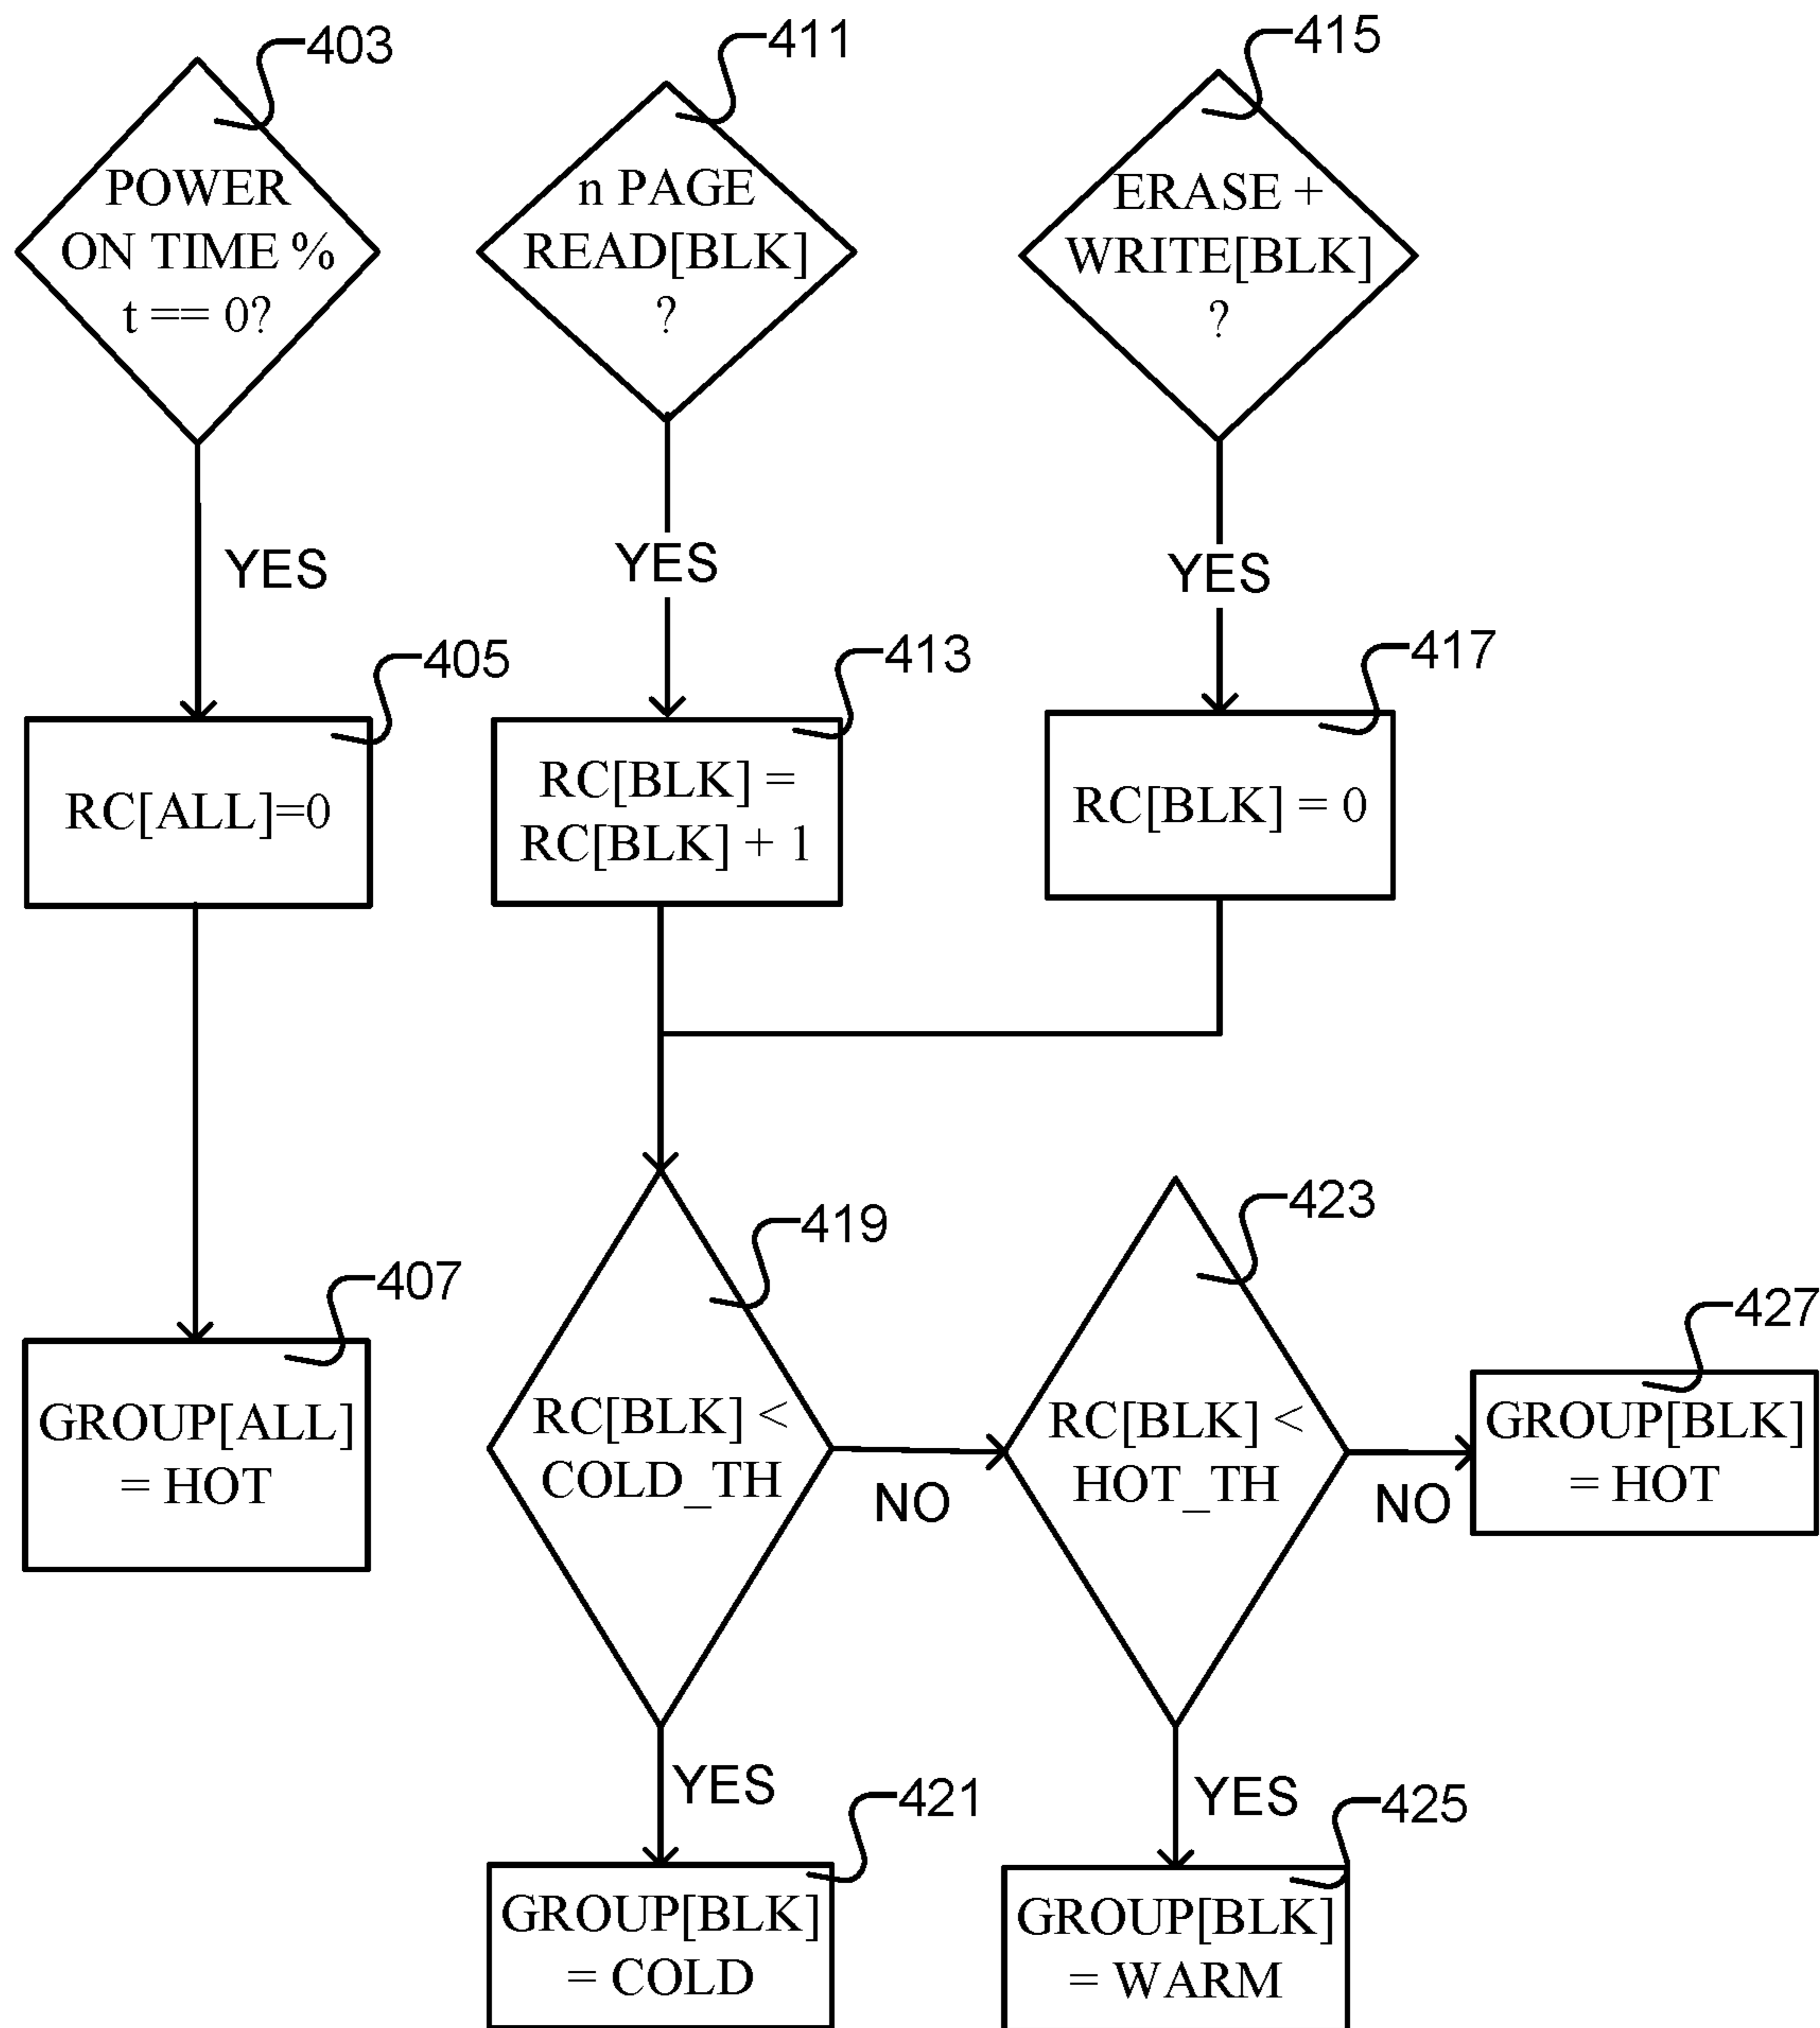 403
POWER
ON TIME %
t == 0?
411
n PAGE
READ[BLK]
?
415
ERASE +
WRITE[BLK]
?
YES
YES
YES
405
RC[ALL]=0
413
RC[BLK] =
RC[BLK] + 1
417
RC[BLK] = 0
407
GROUP[ALL]
= HOT
419
RC[BLK] <
COLD_TH
NO
423
RC[BLK] <
HOT_TH
NO
427
GROUP[BLK]
= HOT
YES
421
GROUP[BLK]
= COLD
YES
425
GROUP[BLK]
= WARM